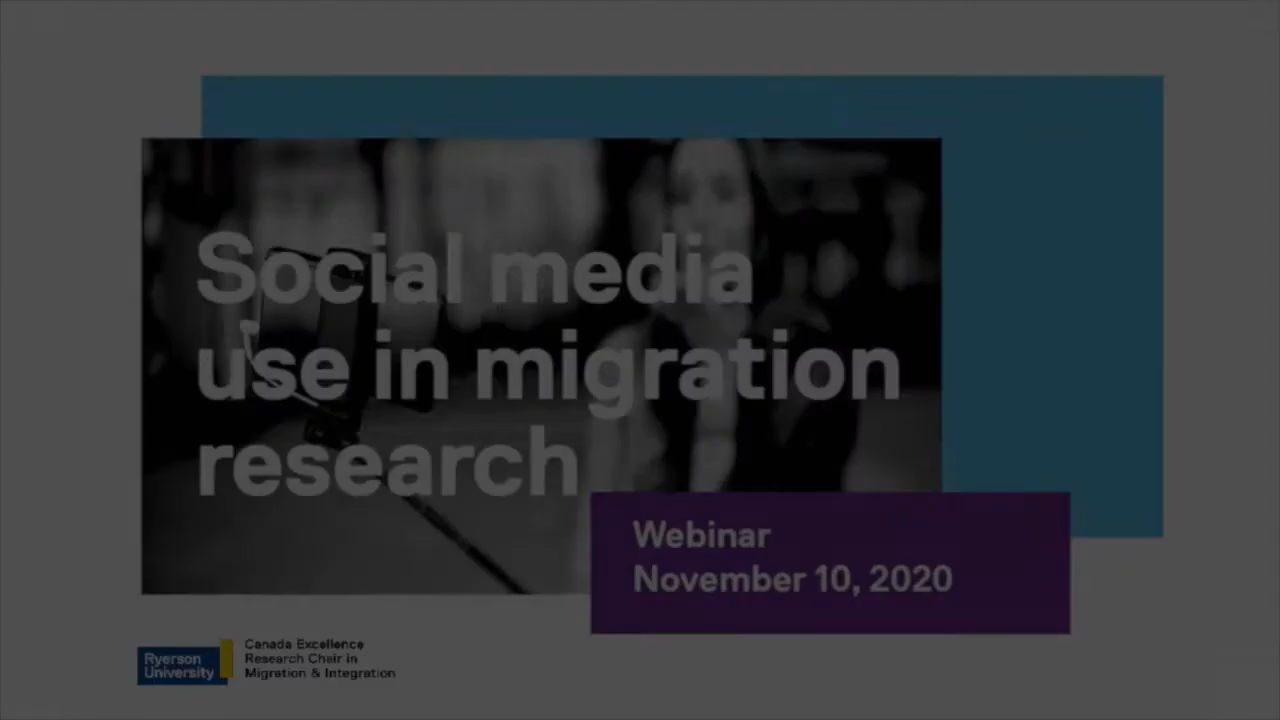 Social media
use in migration
research
Webinar
November 10, 2020
Ryerson
University
Canada Excellence
Research Chair in
Migration & Integration